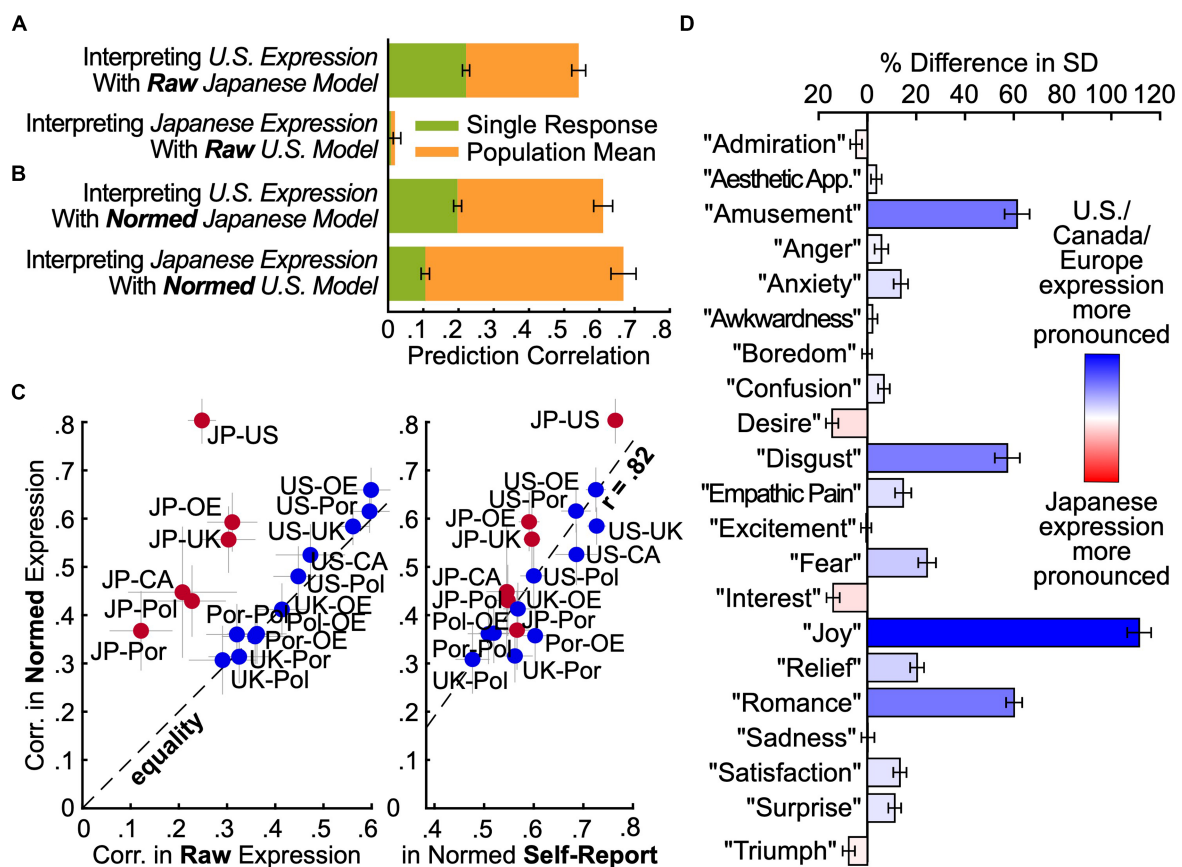 A
Interpreting U.S. Expression
With Raw Japanese Model
Interpreting Japanese Expression
With Raw U.S. Model
Single Response
Population Mean
B
Interpreting U.S. Expression
With Normed Japanese Model
Interpreting Japanese Expression
With Normed U.S. Model
0 .1 .2 .3 .4 .5 .6 .7 .8
Prediction Correlation
C
Corr. in Normed Expression
.8
.7
.6
.5
.4
.3
.2
.1
0
JP-US
JP-OE
JP-UK
JP-CA
JP-Pol
JP-Por
US-OE
US-Por
US-UK
US-CA
US-Pol
UK-OE
Por-Pol
Pol-OE
Por-OE
UK-Por
UK-Pol
equality
0 .1 .2 .3 .4 .5 .6
Corr. in Raw Expression
.8
.7
.6
.5
.4
.3
.2
.1
0
JP-US
r = .82
US-OE
US-Por
JP-OE
JP-UK
US-UK
US-CA
JP-CA
US-Pol
JP-Pol
UK-OE
Pol-OE
JP-Por
Por-Pol
Por-OE
UK-Pol
UK-Por
.4 .5 .6 .7 .8
in Normed Self-Report
D
% Difference in SD
20 0 20 40 60 80 100 120
"Admiration"
"Aesthetic App."
"Amusement"
"Anger"
"Anxiety"
"Awkwardness"
"Boredom"
"Confusion"
Desire"
"Disgust"
"Empathic Pain"
"Excitement"
"Fear"
"Interest"
"Joy"
"Relief"
"Romance"
"Sadness"
"Satisfaction"
"Surprise"
"Triumph"
U.S./
Canada/
Europe
expression
more
pronounced
Japanese
expression
more
pronounced